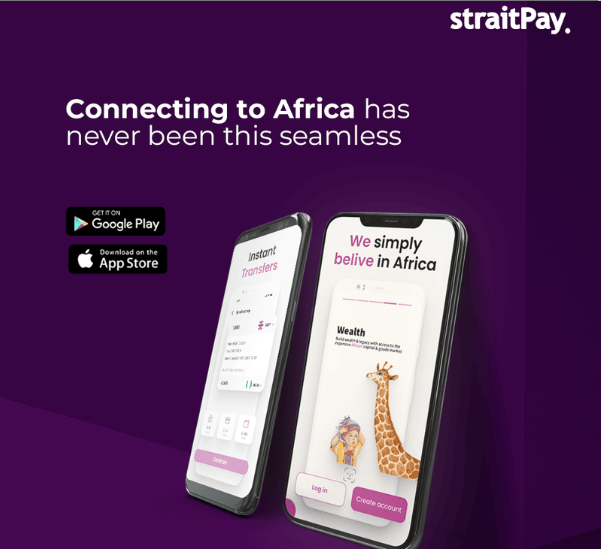 straitPay.
Connecting to Africa has
never been this seamless
GET IT ON
Google Play
Download on the
App Store
Instant
Transfers
We simply
belive in Africa
Wealth
Build wealth & legacy with access to the
expansive African capital & goods market
Log in
Create account
Continue